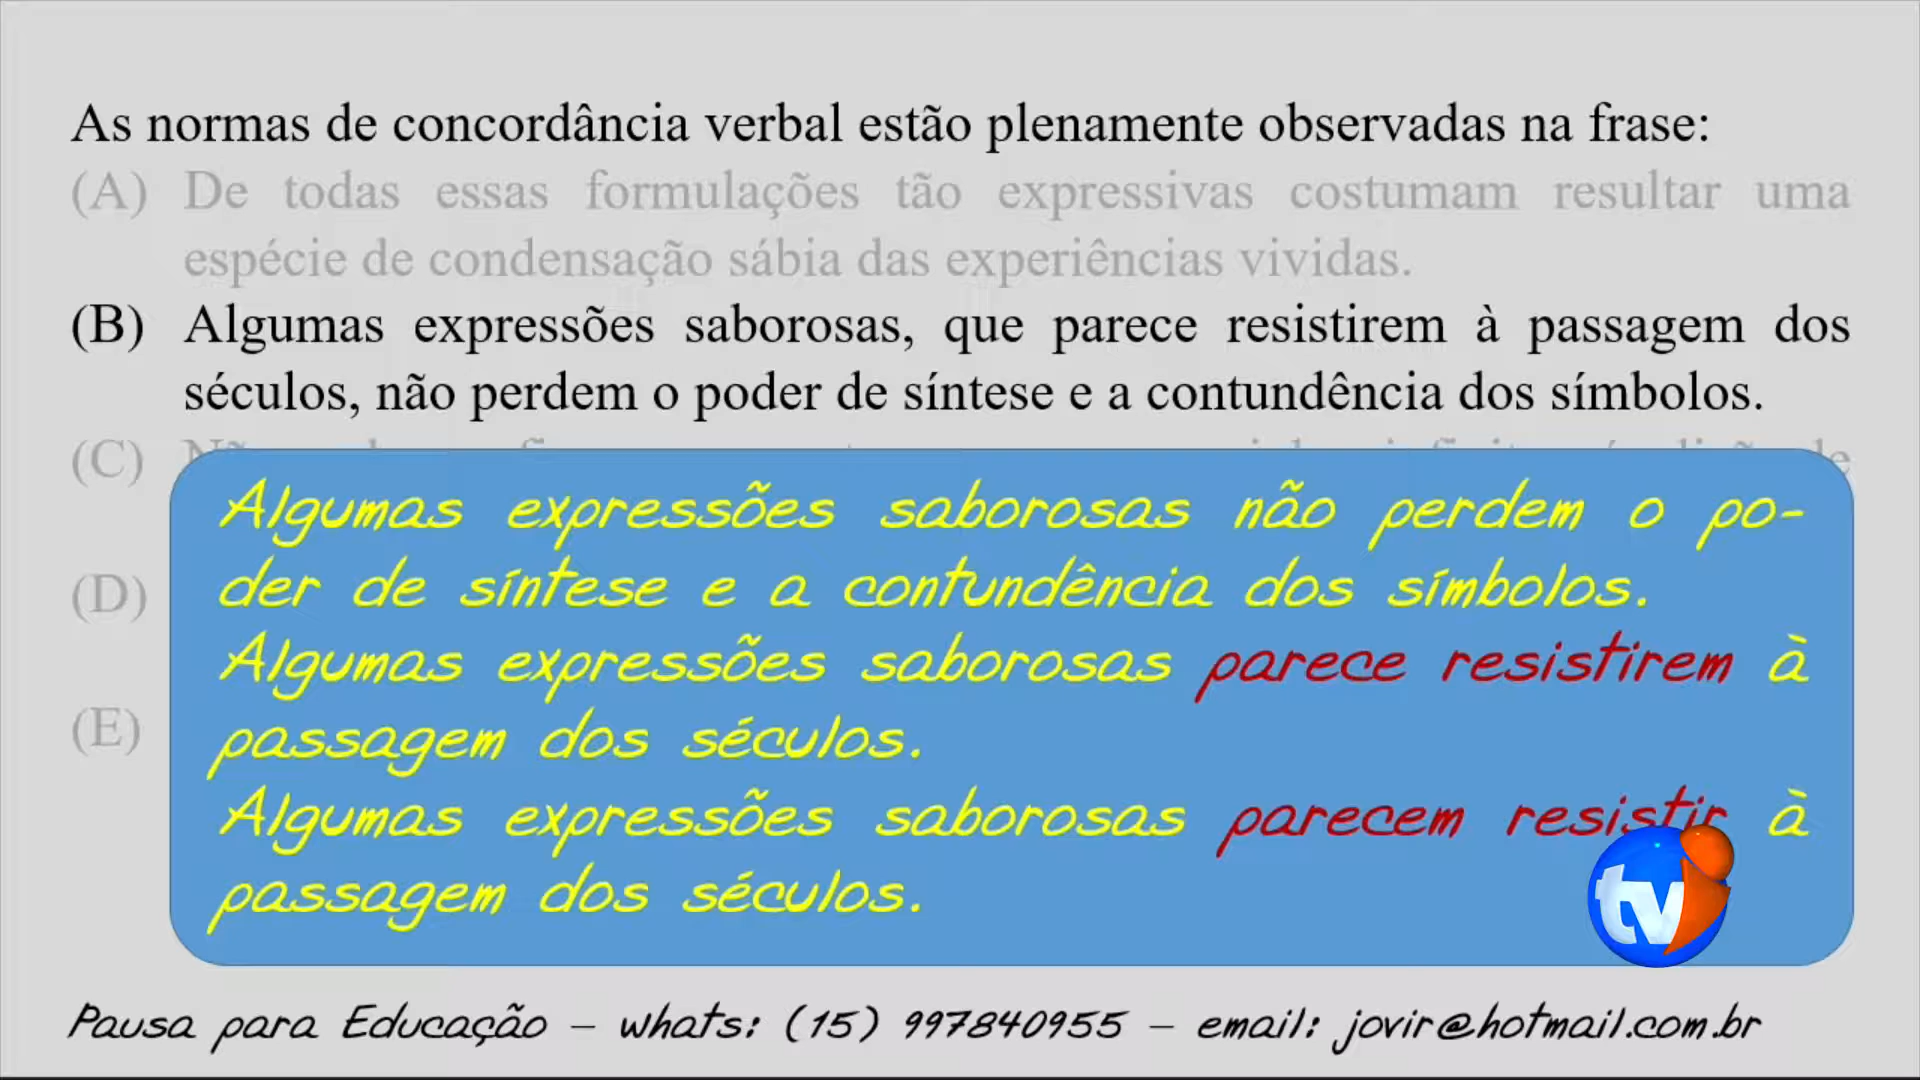 As normas de concordância verbal estão plenamente observadas na frase:
(A) De todas essas formulações tão expressivas costumam resultar uma
espécie de condensação sábia das experiências vividas.
(B) Algumas expressões saborosas, que parece resistirem à passagem dos
séculos, não perdem o poder de síntese e a contundência dos símbolos.
(C)
Algumas expressões saborosas não perdem o po-
der de síntese e a contundência dos símbolos.
(D)
Algumas expressões saborosas parece resistirem à
passagem dos séculos.
(E)
Algumas expressões saborosas parecem resistir à
passagem dos séculos.
tvi
Pausa para Educação – whats: (15) 997840955 – email: jovir@hotmail.com.br